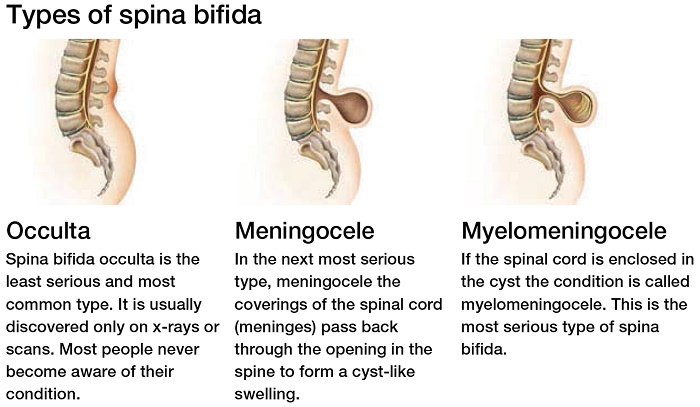 Types of spina bifida
Occulta
Spina bifida occulta is the
least serious and most
common type. It is usually
discovered only on x-rays or
scans. Most people never
become aware of their
condition.
Meningocele
In the next most serious
type, meningocele the
coverings of the spinal cord
(meninges) pass back
through the opening in the
spine to form a cyst-like
swelling.
Myelomeningocele
If the spinal cord is enclosed in
the cyst the condition is called
myelomeningocele. This is the
most serious type of spina
bifida.